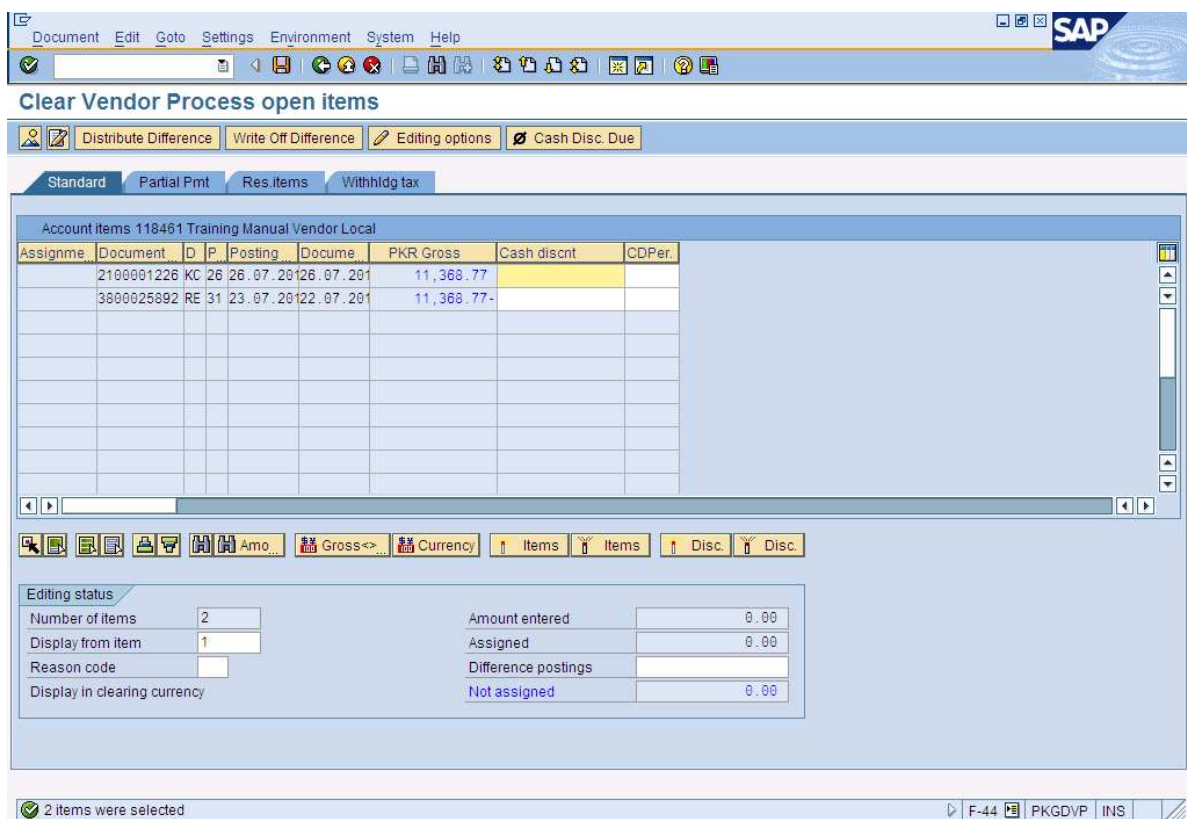 SAP
Document Edit Goto Settings Environment System Help
Clear Vendor Process open items
Distribute Difference Write Off Difference Editing options Cash Disc. Due
Standard Partial Pmt Res.items Withhldg tax
Account items 118461 Training Manual Vendor Local
Assignme... Document D P Posting ... Docume... PKR Gross Cash discnt CDPer.
2100001226 KC 26 26.07.201 26.07.201 11,368.77
3800025892 RE 31 23.07.201 22.07.201 11,368.77-
Amo... Gross<>... Currency Items Items Disc. Disc.
Editing status
Number of items 2 Amount entered 0.00
Display from item 1 Assigned 0.00
Reason code Difference postings
Display in clearing currency Not assigned 0.00
2 items were selected F-44 PKGDVP INS